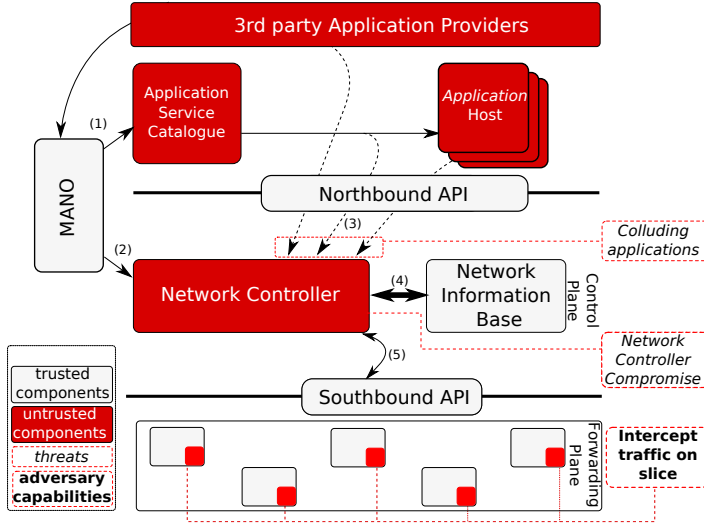 3rd party Application Providers
Application
Service
Catalogue
Application
Host
(1)
MANO
Northbound API
(3)
Colluding
applications
(2)
Network Controller
(4)
Network
Information
Base
Control
Plane
Network
Controller
Compromise
(5)
trusted
components
untrusted
components
threats
adversary
capabilities
Southbound API
Forwarding
Plane
Intercept
traffic on
slice